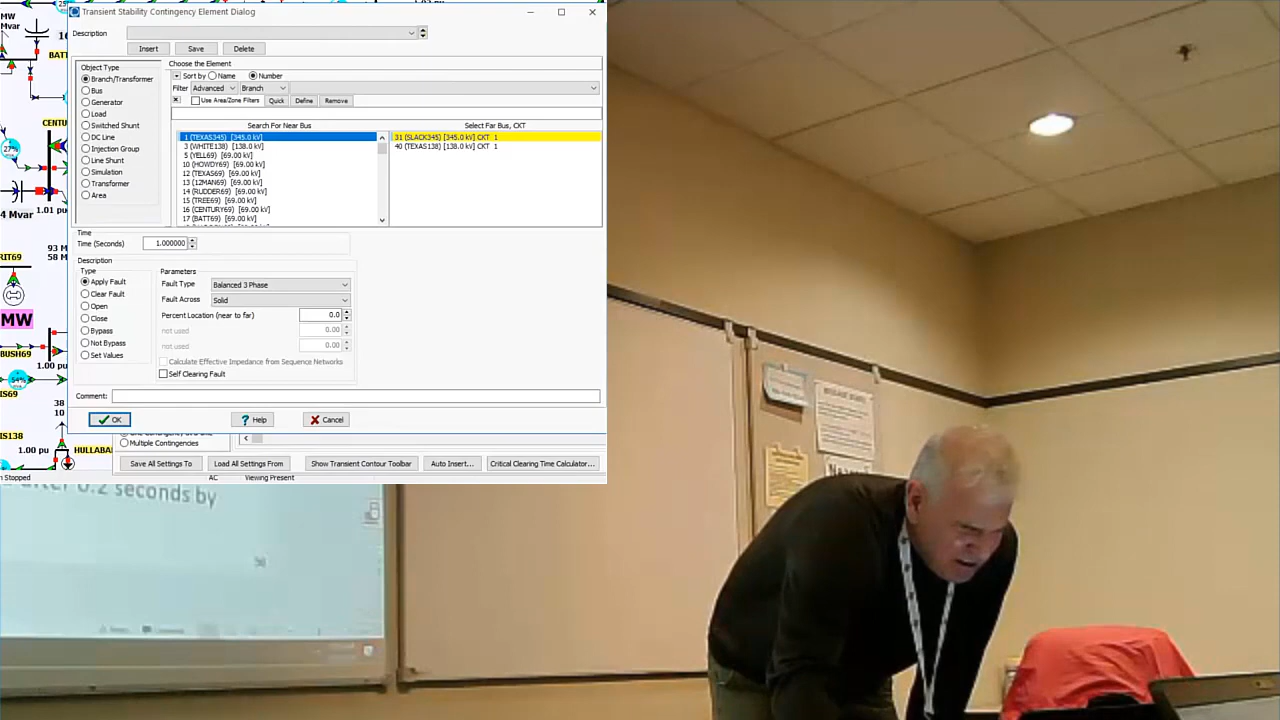 MW
Mvar
BATT
CENTU
27%
4 Mvar
1.01 pu
93 M
58 M
RIT69
MW
BUSH69
1.00 pu
54%
IS69
38
10
IS138
1.00 pu
HULLABA
Transient Stability Contingency Element Dialog
Description
Insert
Save
Delete
Object Type
Branch/Transformer
Bus
Generator
Load
Switched Shunt
DC Line
Injection Group
Line Shunt
Simulation
Transformer
Area
Choose the Element
Sort by Name Number
Filter Advanced Branch
Use Area/Zone Filters Quick Define Remove
Search For Near Bus
1 (TEXAS345) [345.0 kV]
3 (WHITE138) [138.0 kV]
5 (YELL69) [69.00 kV]
10 (HOWDY69) [69.00 kV]
12 (TEXAS69) [69.00 kV]
13 (12MAN69) [69.00 kV]
14 (RUDDER69) [69.00 kV]
15 (TREE69) [69.00 kV]
16 (CENTURY69) [69.00 kV]
17 (BATT69) [69.00 kV]
Select Far Bus, CKT
31 (SLACK345) [345.0 kV] CKT 1
40 (TEXAS138) [138.0 kV] CKT 1
Time
Time (Seconds) 1.000000
Description
Type
Apply Fault
Clear Fault
Open
Close
Bypass
Not Bypass
Set Values
Parameters
Fault Type Balanced 3 Phase
Fault Across Solid
Percent Location (near to far) 0.0
not used 0.00
not used 0.00
Calculate Effective Impedance from Sequence Networks
Self Clearing Fault
Comment:
OK
Help
Cancel
Multiple Contingencies
Save All Settings To
Load All Settings From
Show Transient Contour Toolbar
Auto Insert...
Critical Clearing Time Calculator...
n Stopped
AC
Viewing Present
after 0.2 seconds by